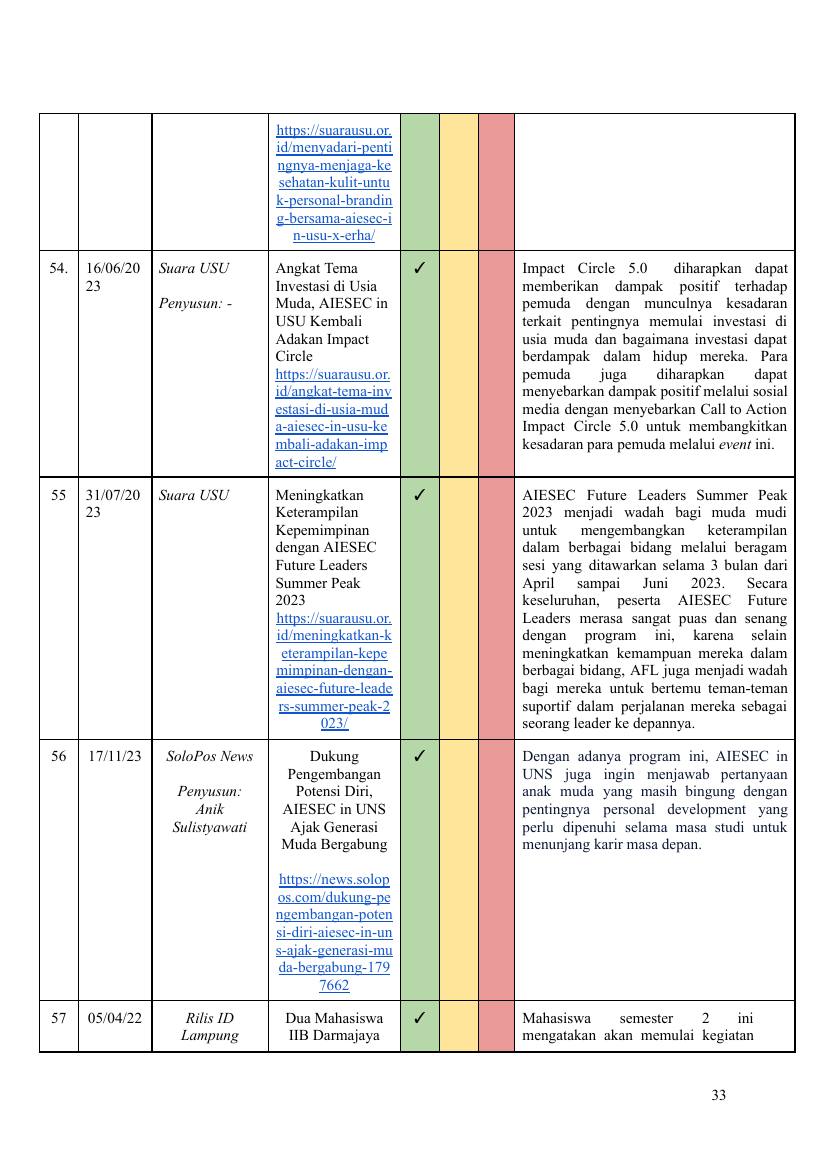 https://suarausu.or.
id/menyadari-penti
ngnya-menjaga-ke
sehatan-kulit-untu
k-personal-brandin
g-bersama-aiesec-i
n-usu-x-erha/
54.
16/06/20
23
Suara USU
Penyusun: -
Angkat Tema
Investasi di Usia
Muda, AIESEC in
USU Kembali
Adakan Impact
Circle
https://suarausu.or.
id/angkat-tema-inv
estasi-di-usia-mud
a-aiesec-in-usu-ke
mbali-adakan-imp
act-circle/
✓
Impact Circle 5.0 diharapkan dapat
memberikan dampak positif terhadap
pemuda dengan munculnya kesadaran
terkait pentingnya memulai investasi di
usia muda dan bagaimana investasi dapat
berdampak dalam hidup mereka. Para
pemuda juga diharapkan dapat
menyebarkan dampak positif melalui sosial
media dengan menyebarkan Call to Action
Impact Circle 5.0 untuk membangkitkan
kesadaran para pemuda melalui event ini.
55
31/07/20
23
Suara USU
Meningkatkan
Keterampilan
Kepemimpinan
dengan AIESEC
Future Leaders
Summer Peak
2023
https://suarausu.or.
id/meningkatkan-k
eterampilan-kepe
mimpinan-dengan-
aiesec-future-leade
rs-summer-peak-2
023/
✓
AIESEC Future Leaders Summer Peak
2023 menjadi wadah bagi muda mudi
untuk mengembangkan keterampilan
dalam berbagai bidang melalui beragam
sesi yang ditawarkan selama 3 bulan dari
April sampai Juni 2023. Secara
keseluruhan, peserta AIESEC Future
Leaders merasa sangat puas dan senang
dengan program ini, karena selain
meningkatkan kemampuan mereka dalam
berbagai bidang, AFL juga menjadi wadah
bagi mereka untuk bertemu teman-teman
suportif dalam perjalanan mereka sebagai
seorang leader ke depannya.
56
17/11/23
SoloPos News
Penyusun:
Anik
Sulistyawati
Dukung
Pengembangan
Potensi Diri,
AIESEC in UNS
Ajak Generasi
Muda Bergabung
https://news.solop
os.com/dukung-pe
ngembangan-poten
si-diri-aiesec-in-un
s-ajak-generasi-mu
da-bergabung-179
7662
✓
Dengan adanya program ini, AIESEC in
UNS juga ingin menjawab pertanyaan
anak muda yang masih bingung dengan
pentingnya personal development yang
perlu dipenuhi selama masa studi untuk
menunjang karir masa depan.
57
05/04/22
Rilis ID
Lampung
Dua Mahasiswa
IIB Darmajaya
✓
Mahasiswa semester 2 ini
mengatakan akan memulai kegiatan
33